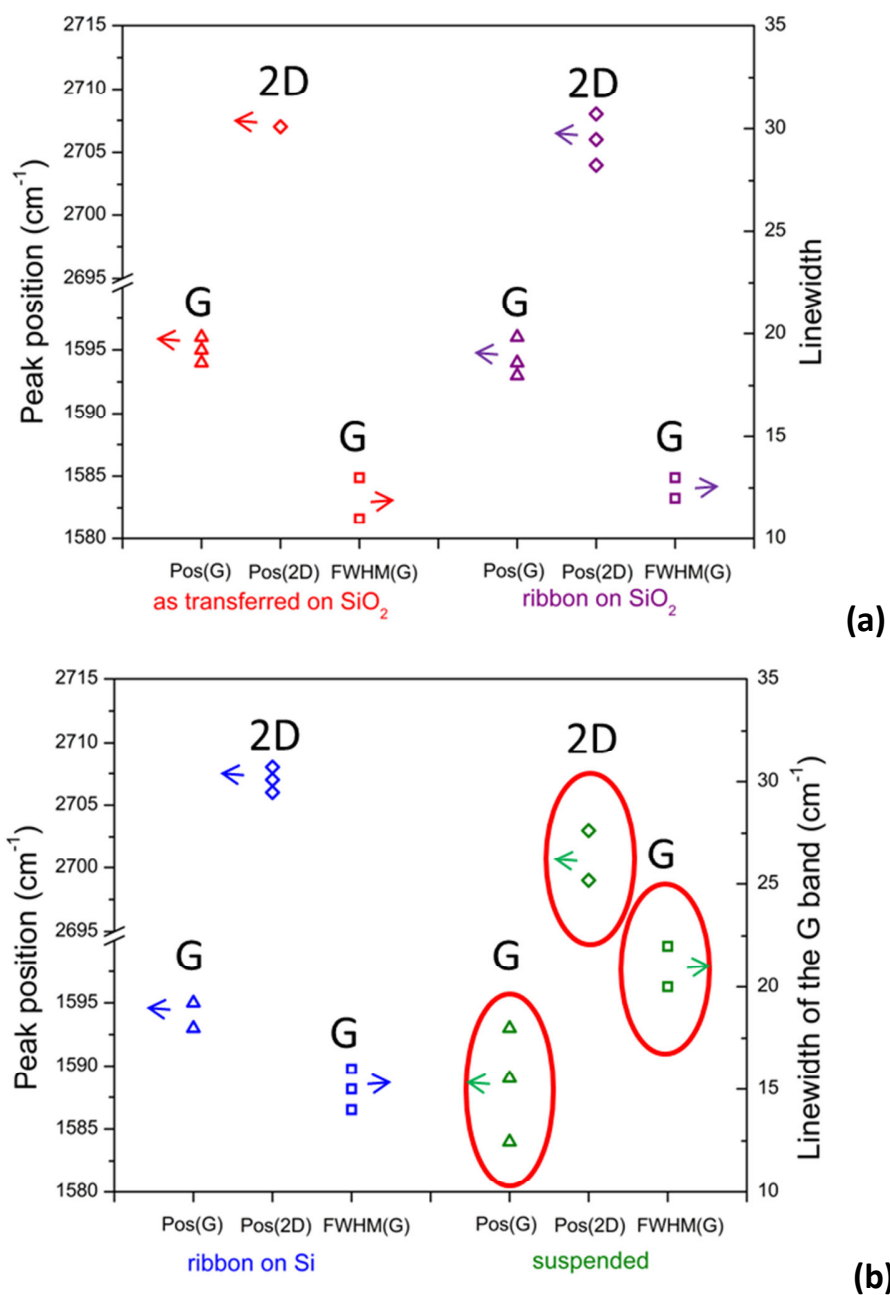 2715
2710
2705
2700
2695
1595
1590
1585
1580
Peak position (cm⁻¹)
35
30
25
20
15
10
Linewidth
2D
2D
G
G
G
G
Pos(G) Pos(2D) FWHM(G) Pos(G) Pos(2D) FWHM(G)
as transferred on SiO₂ ribbon on SiO₂
(a)
2715
2710
2705
2700
2695
1595
1590
1585
1580
Peak position (cm⁻¹)
35
30
25
20
15
10
Linewidth of the G band (cm⁻¹)
2D
2D
G
G
G
G
Pos(G) Pos(2D) FWHM(G) Pos(G) Pos(2D) FWHM(G)
ribbon on Si suspended
(b)